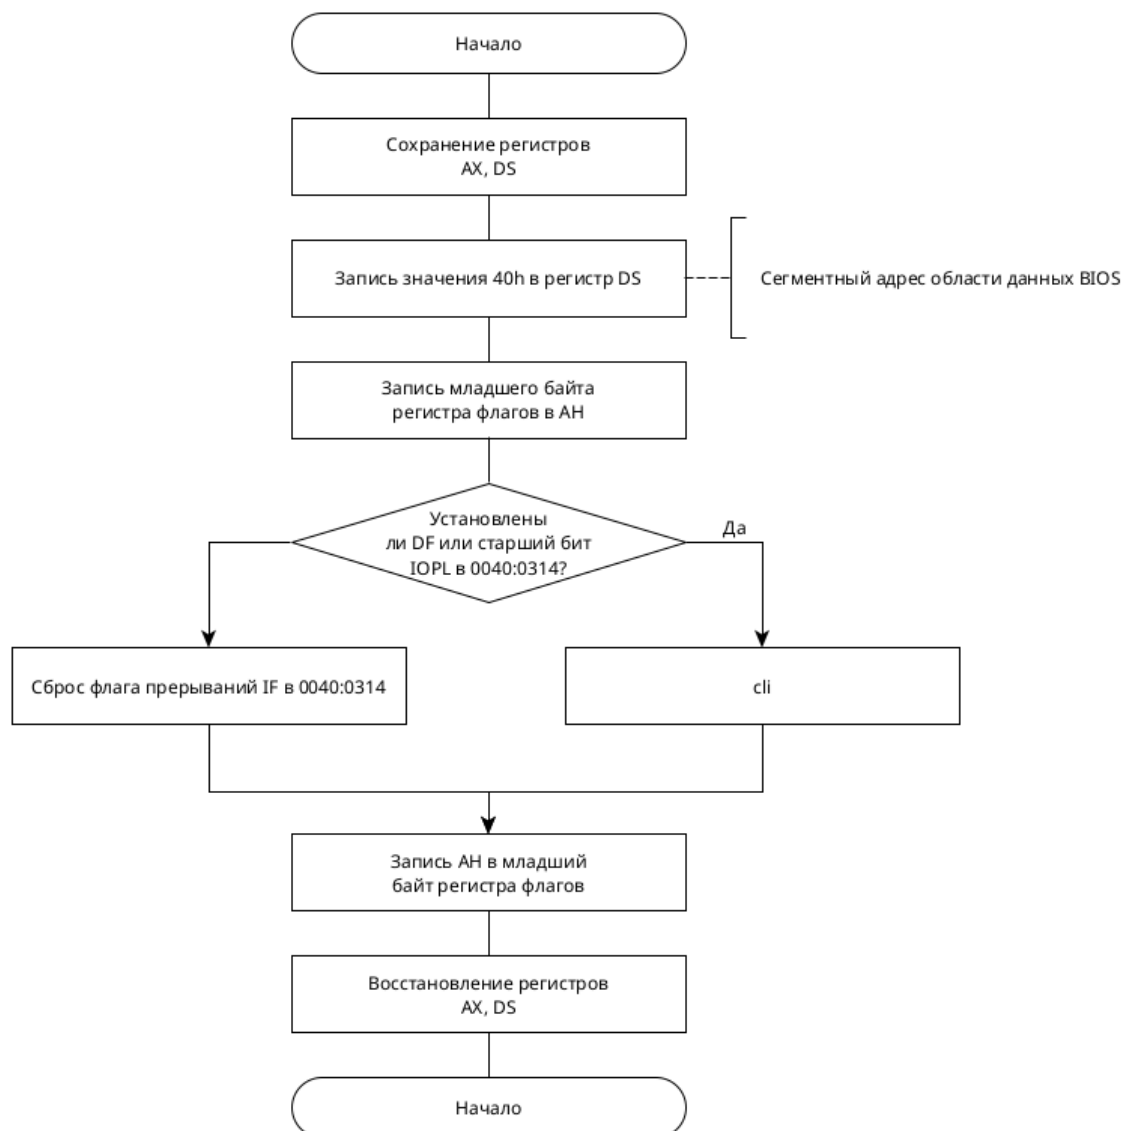 Начало
Сохранение регистров
AX, DS
Запись значения 40h в регистр DS
Сегментный адрес области данных BIOS
Запись младшего байта
регистра флагов в AH
Установлены
ли DF или старший бит
IOPL в 0040:0314?
Да
Сброс флага прерываний IF в 0040:0314
cli
Запись AH в младший
байт регистра флагов
Восстановление регистров
AX, DS
Начало